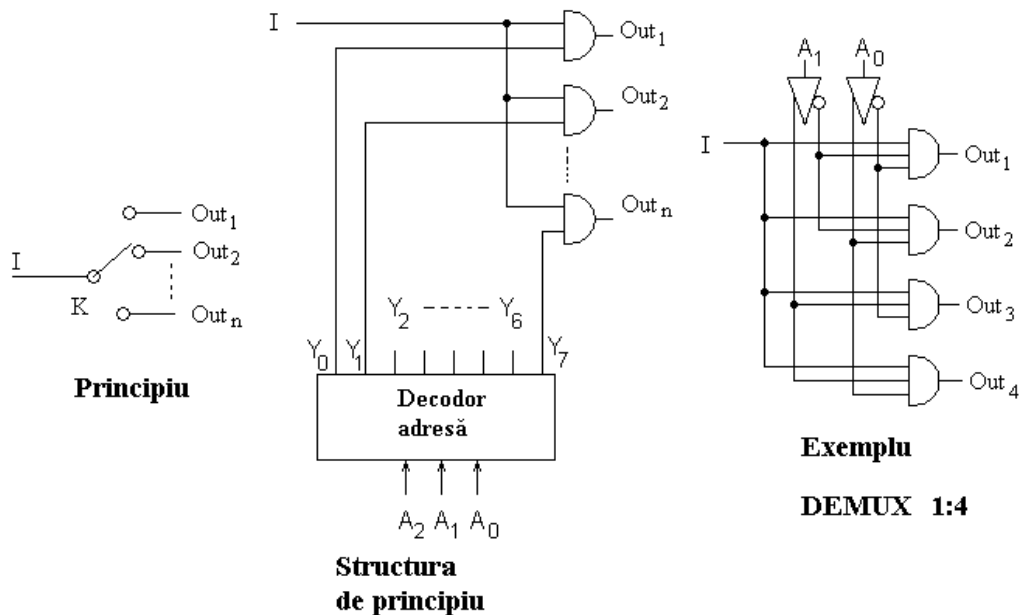 I
K
Out1
Out2
Outn
Principiu
I
Out1
Out2
Outn
Y2
Y6
Y0
Y1
Y7
Decodor
adresă
A2
A1
A0
Structura
de principiu
A1
A0
I
Out1
Out2
Out3
Out4
Exemplu
DEMUX 1:4